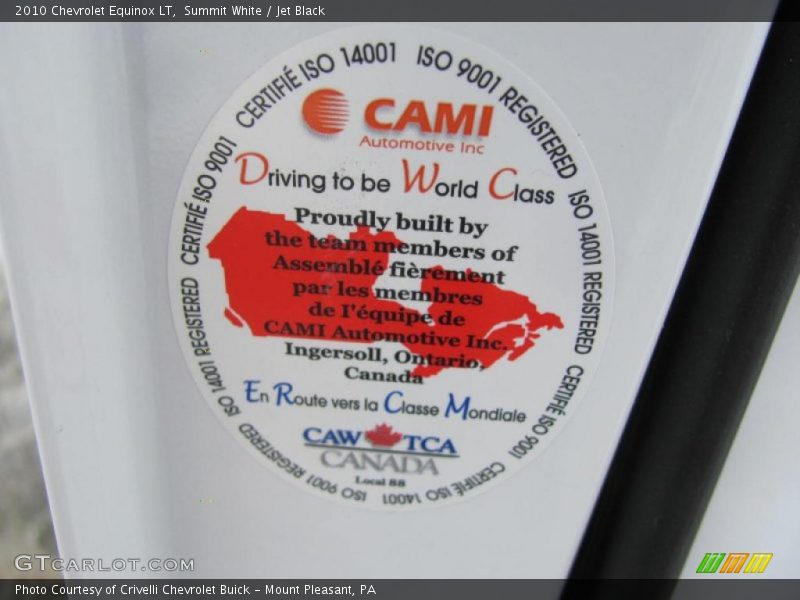 2010 Chevrolet Equinox LT, Summit White / Jet Black
CERTIFIÉ ISO 14001 ISO 9001 REGISTERED ISO 14001 REGISTERED CERTIFIÉ ISO 9001 CERTIFIÉ ISO 14001 ISO 9001 REGISTERED ISO 14001 REGISTERED CERTIFIÉ ISO 9001
CAMI
Automotive Inc
Driving to be World Class
Proudly built by
the team members of
Assemblé fièrement
par les membres
de l'équipe de
CAMI Automotive Inc.
Ingersoll, Ontario,
Canada
En Route vers la Classe Mondiale
CAW TCA
CANADA
Local 88
GTCARLOT.COM
Photo Courtesy of Crivelli Chevrolet Buick – Mount Pleasant, PA